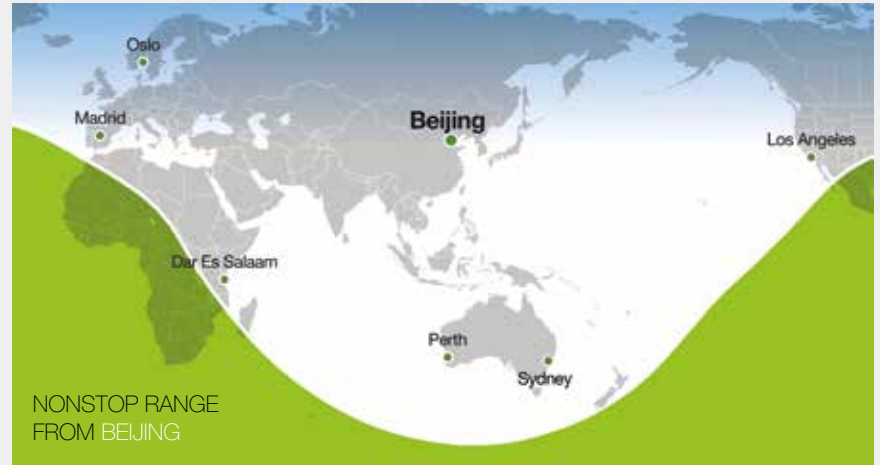 Oslo
Madrid
Beijing
Los Angeles
Dar Es Salaam
Perth
Sydney
NONSTOP RANGE
FROM BEIJING